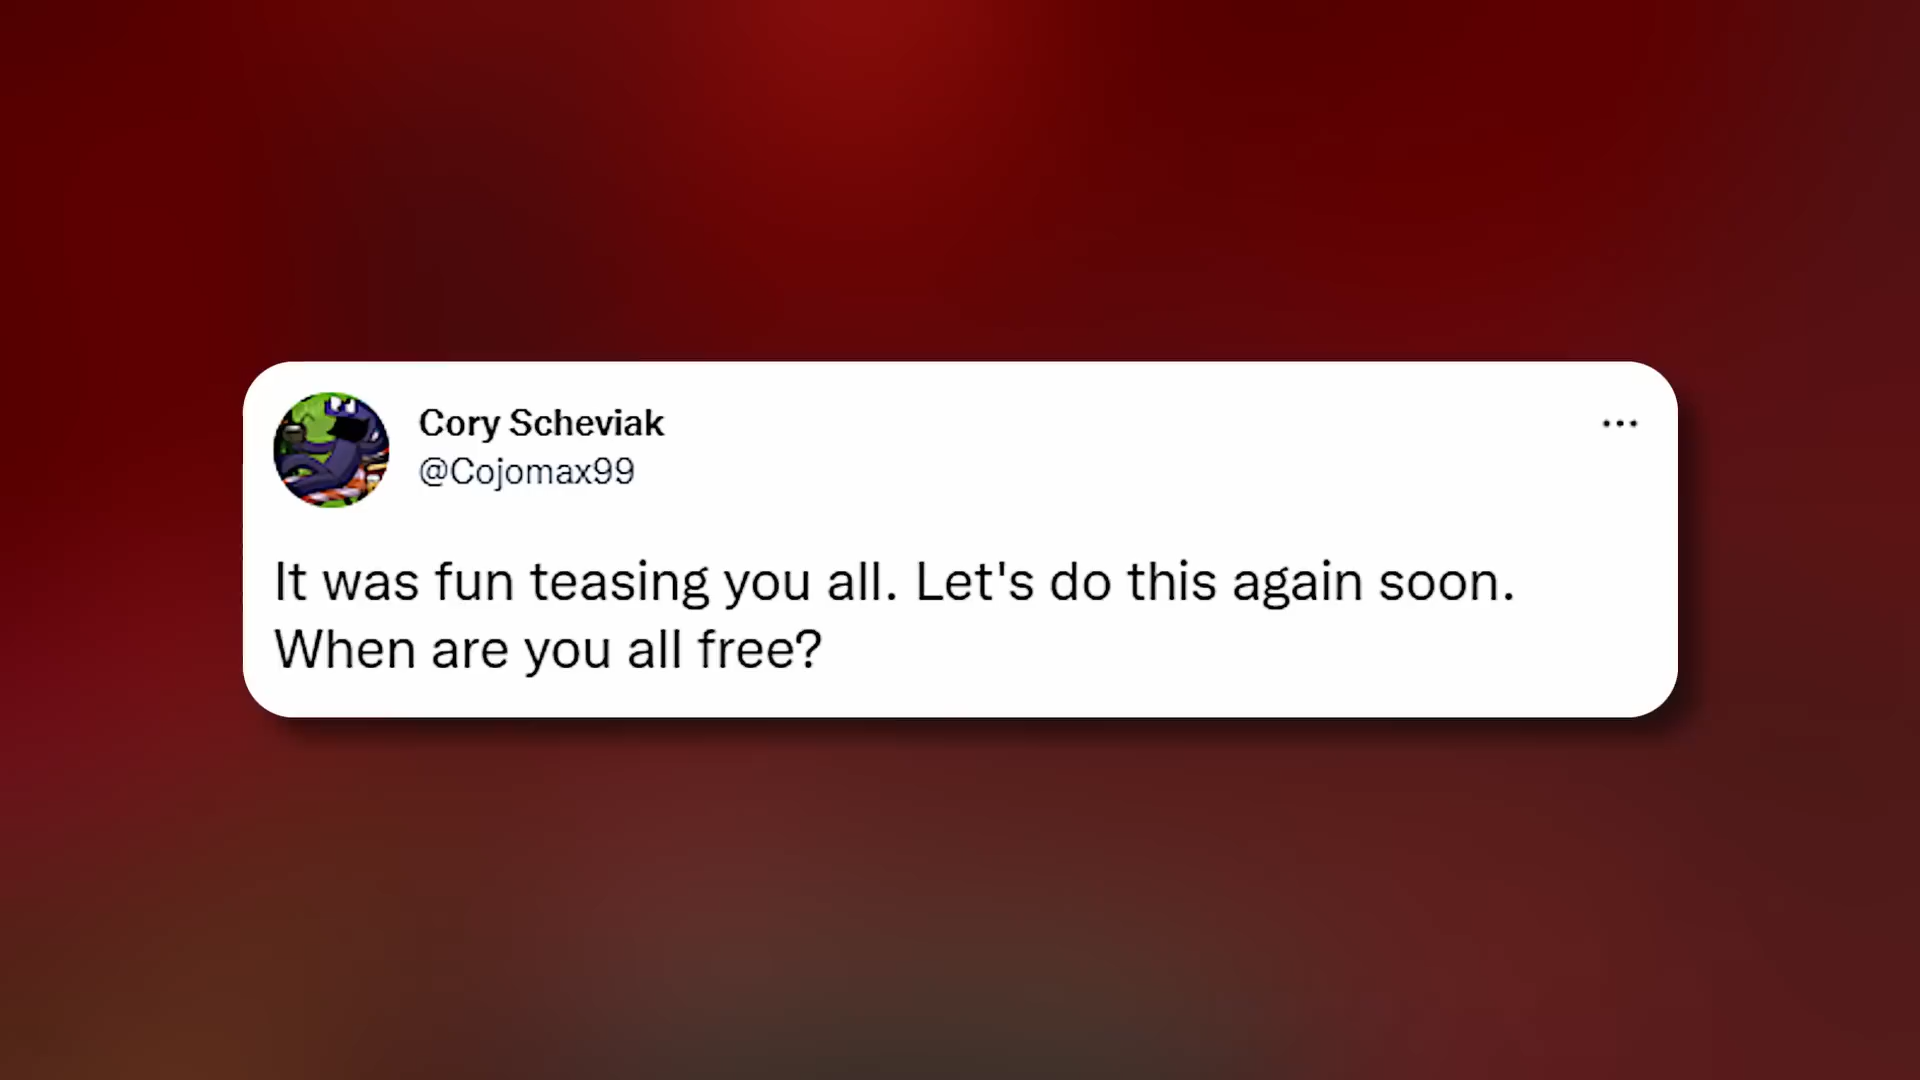 Cory Scheviak
@Cojomax99
It was fun teasing you all. Let's do this again soon.
When are you all free?